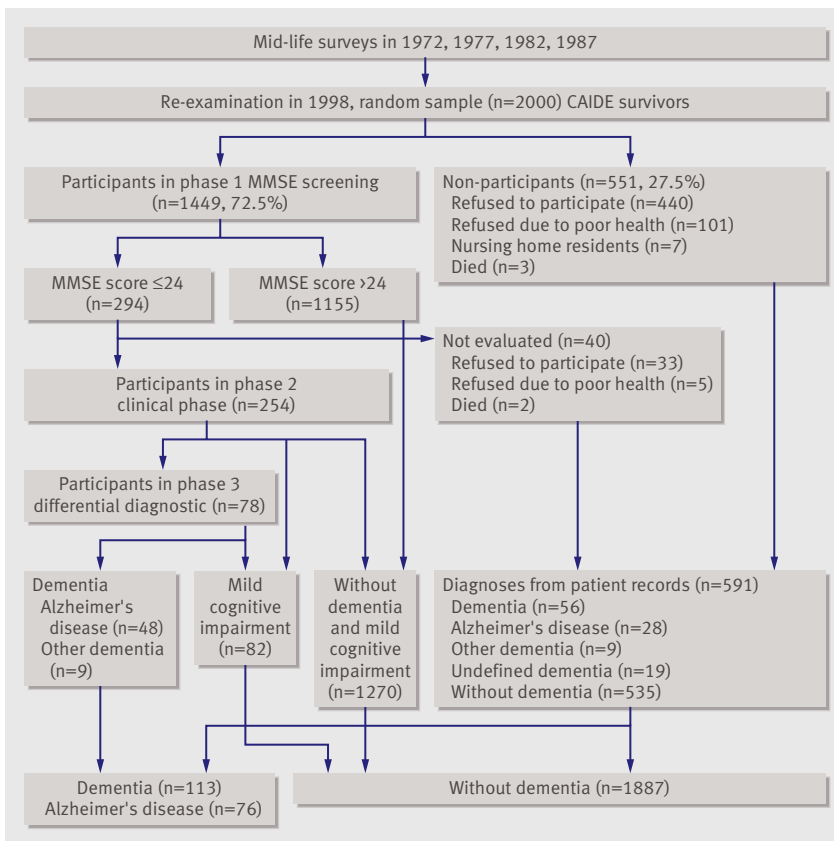 Mid-life surveys in 1972, 1977, 1982, 1987
Re-examination in 1998, random sample (n=2000) CAIDE survivors
Participants in phase 1 MMSE screening
(n=1449, 72.5%)
Non-participants (n=551, 27.5%)
Refused to participate (n=440)
Refused due to poor health (n=101)
Nursing home residents (n=7)
Died (n=3)
MMSE score ≤24
(n=294)
MMSE score >24
(n=1155)
Not evaluated (n=40)
Refused to participate (n=33)
Refused due to poor health (n=5)
Died (n=2)
Participants in phase 2
clinical phase (n=254)
Participants in phase 3
differential diagnostic (n=78)
Dementia
Alzheimer's
disease (n=48)
Other dementia
(n=9)
Mild
cognitive
impairment
(n=82)
Without
dementia
and mild
cognitive
impairment
(n=1270)
Diagnoses from patient records (n=591)
Dementia (n=56)
Alzheimer's disease (n=28)
Other dementia (n=9)
Undefined dementia (n=19)
Without dementia (n=535)
Dementia (n=113)
Alzheimer's disease (n=76)
Without dementia (n=1887)